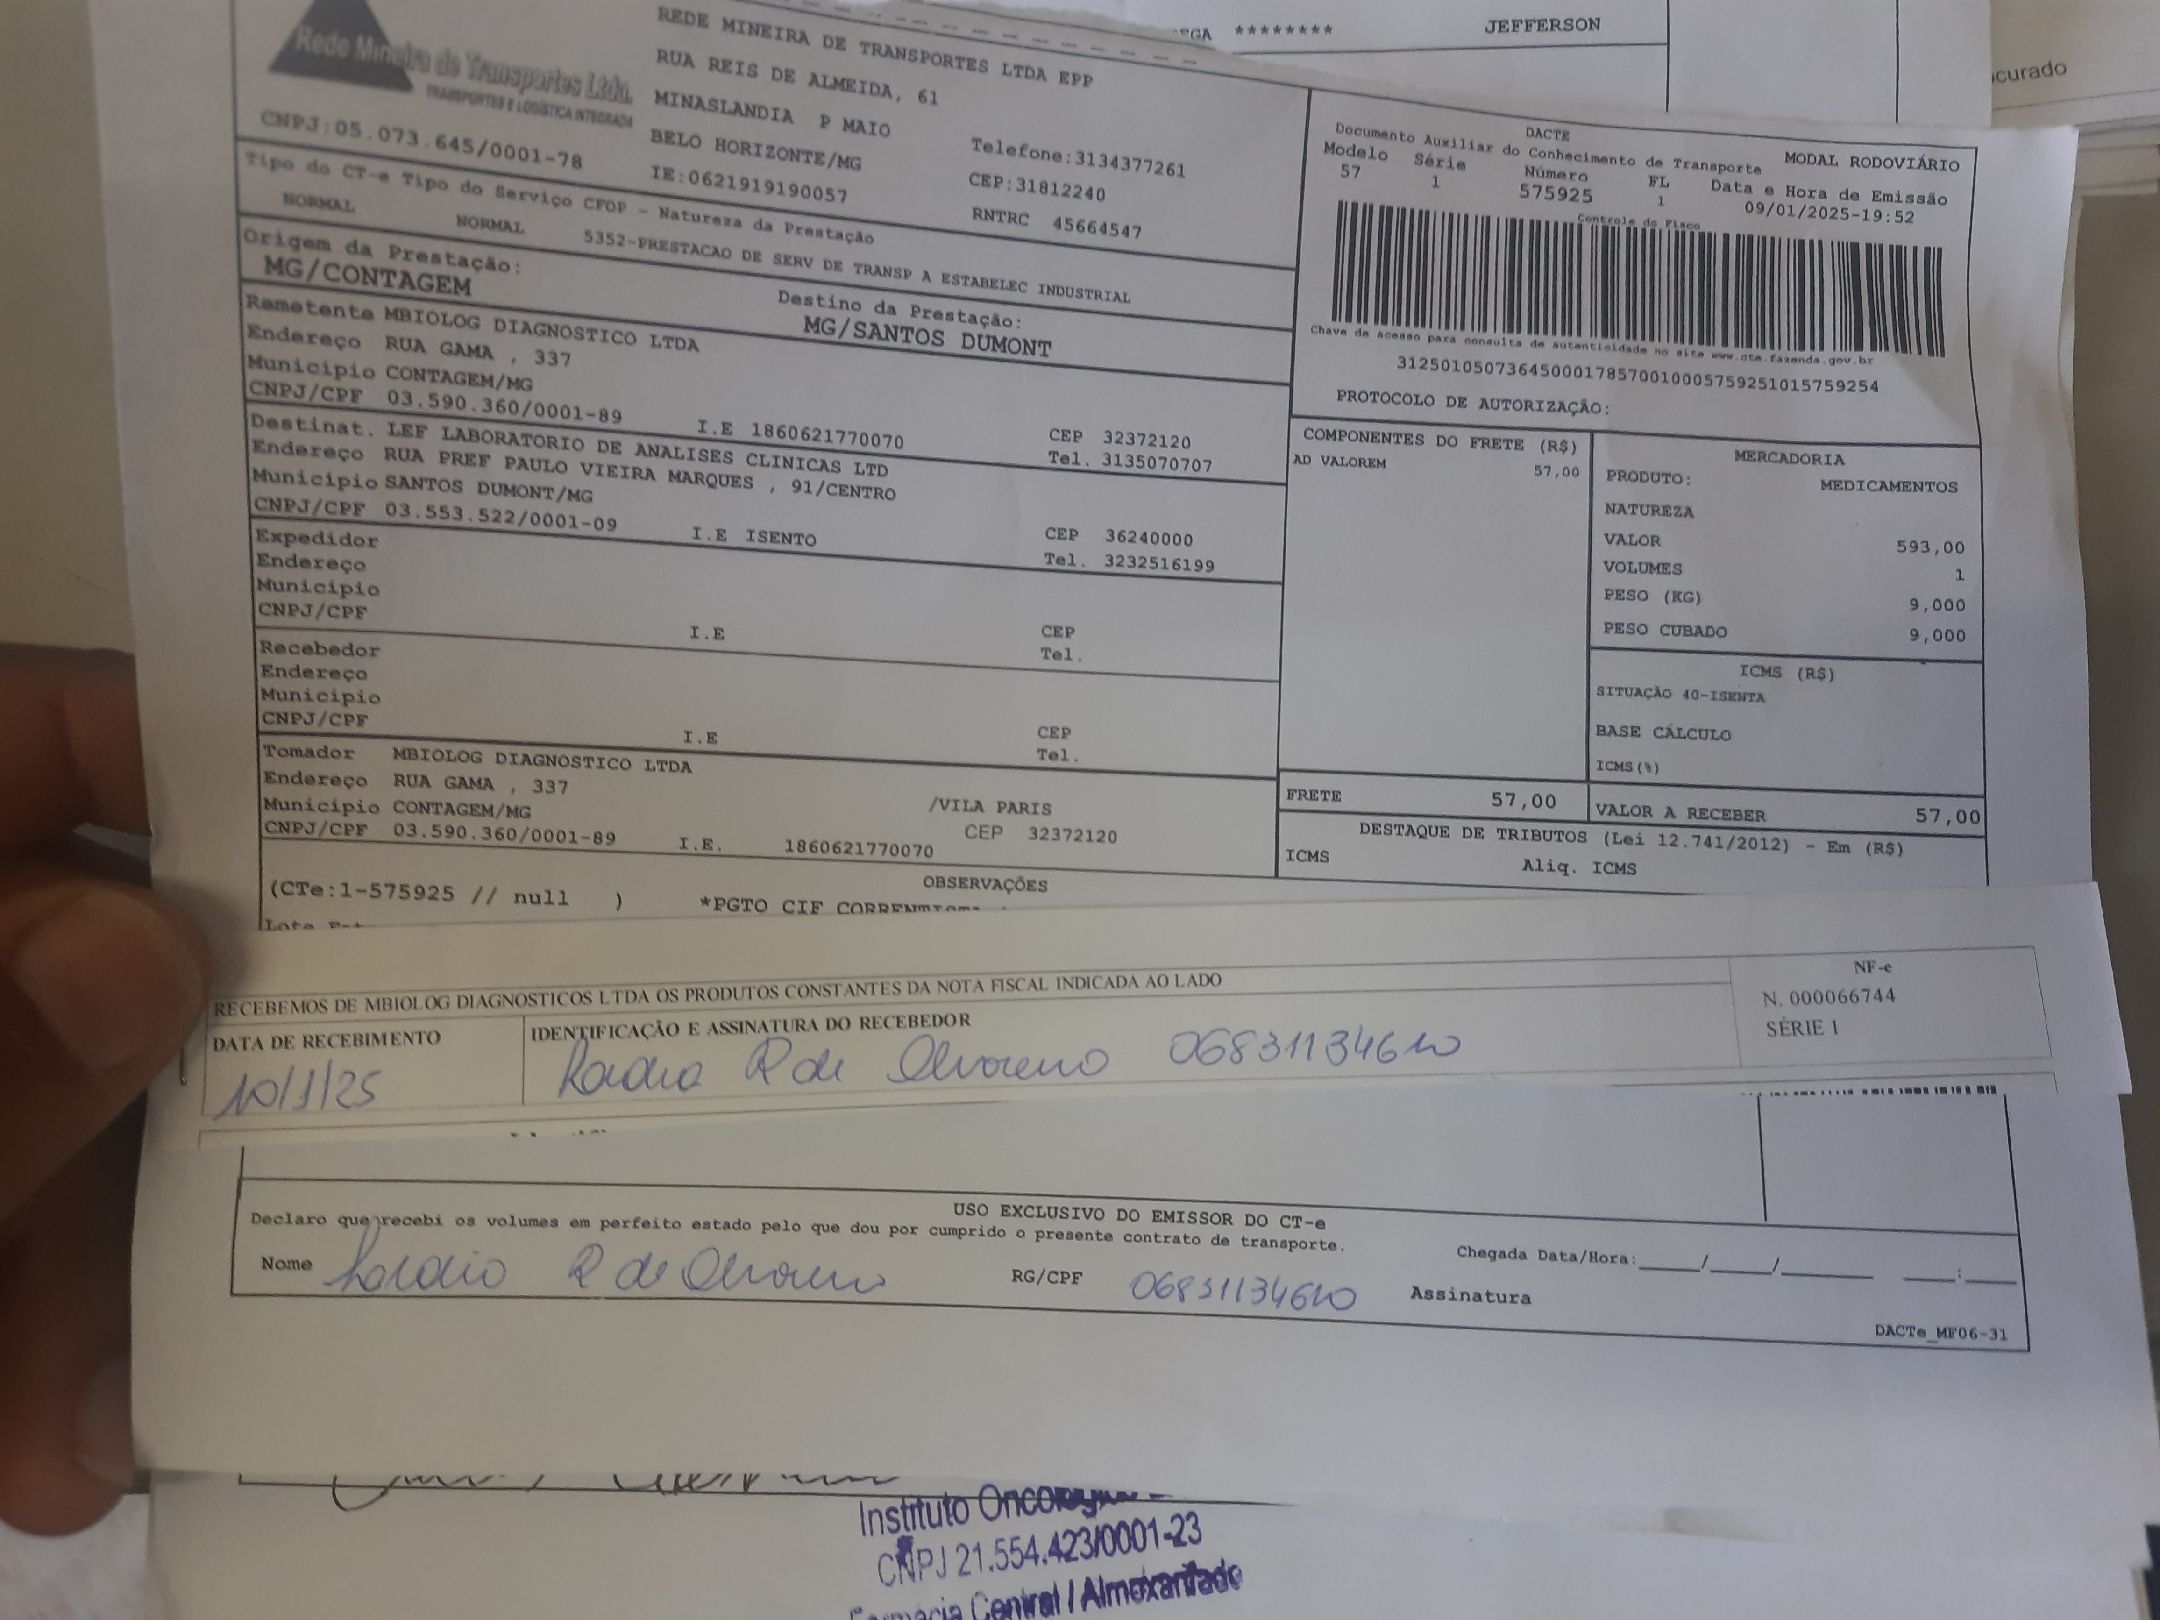 JEFFERSON
********
curado
Rede Mineira de Transportes Ltda.
TRANSPORTES E LOGÍSTICA INTEGRADA
CNPJ:05.073.645/0001-78
REDE MINEIRA DE TRANSPORTES LTDA EPP
RUA REIS DE ALMEIDA, 61
MINASLANDIA P MAIO
BELO HORIZONTE/MG
IE:0621919190057
Telefone:3134377261
CEP:31812240
RNTRC 45664547
DACTE
Documento Auxiliar do Conhecimento de Transporte
MODAL RODOVIÁRIO
Modelo Série Número FL Data e Hora de Emissão
57 1 575925 1 09/01/2025-19:52
Controle do Fisco
Chave de acesso para consulta de autenticidade no site www.cte.fazenda.gov.br
31250105073645000178570010005759251015759254
PROTOCOLO DE AUTORIZAÇÃO:
Tipo do CT-e Tipo do Serviço CFOP - Natureza da Prestação
NORMAL NORMAL 5352-PRESTACAO DE SERV DE TRANSP A ESTABELEC INDUSTRIAL
Origem da Prestação:
MG/CONTAGEM
Destino da Prestação:
MG/SANTOS DUMONT
Remetente MBIOLOG DIAGNOSTICO LTDA
Endereço RUA GAMA , 337
Município CONTAGEM/MG
CEP 32372120
CNPJ/CPF 03.590.360/0001-89 I.E 1860621770070 Tel. 3135070707
Destinat. LEF LABORATORIO DE ANALISES CLINICAS LTD
Endereço RUA PREF PAULO VIEIRA MARQUES , 91/CENTRO
Município SANTOS DUMONT/MG CEP 36240000
CNPJ/CPF 03.553.522/0001-09 I.E ISENTO Tel. 3232516199
Expedidor
Endereço
Município CEP
CNPJ/CPF I.E Tel.
Recebedor
Endereço
Município CEP
CNPJ/CPF I.E Tel.
Tomador MBIOLOG DIAGNOSTICO LTDA
Endereço RUA GAMA , 337 /VILA PARIS
Município CONTAGEM/MG CEP 32372120
CNPJ/CPF 03.590.360/0001-89 I.E. 1860621770070
COMPONENTES DO FRETE (R$)
AD VALOREM 57,00
MERCADORIA
PRODUTO: MEDICAMENTOS
NATUREZA
VALOR 593,00
VOLUMES 1
PESO (KG) 9,000
PESO CUBADO 9,000
ICMS (R$)
SITUAÇÃO 40-ISENTA
BASE CÁLCULO
ICMS(%)
FRETE 57,00 VALOR A RECEBER 57,00
DESTAQUE DE TRIBUTOS (Lei 12.741/2012) - Em (R$)
ICMS Aliq. ICMS
OBSERVAÇÕES
(CTe:1-575925 // null ) *PGTO CIF
RECEBEMOS DE MBIOLOG DIAGNOSTICOS LTDA OS PRODUTOS CONSTANTES DA NOTA FISCAL INDICADA AO LADO
NF-e
N. 000066744
SÉRIE 1
DATA DE RECEBIMENTO IDENTIFICAÇÃO E ASSINATURA DO RECEBEDOR
10/1/25 R de 06831134610
USO EXCLUSIVO DO EMISSOR DO CT-e
Declaro que recebi os volumes em perfeito estado pelo que dou por cumprido o presente contrato de transporte.
Chegada Data/Hora:____/____/______ ____:____
Nome R de RG/CPF 06831134610 Assinatura
DACTe_MF06-31
Instituto
CNPJ 21.554.423/0001-23
Central / Almoxarifado